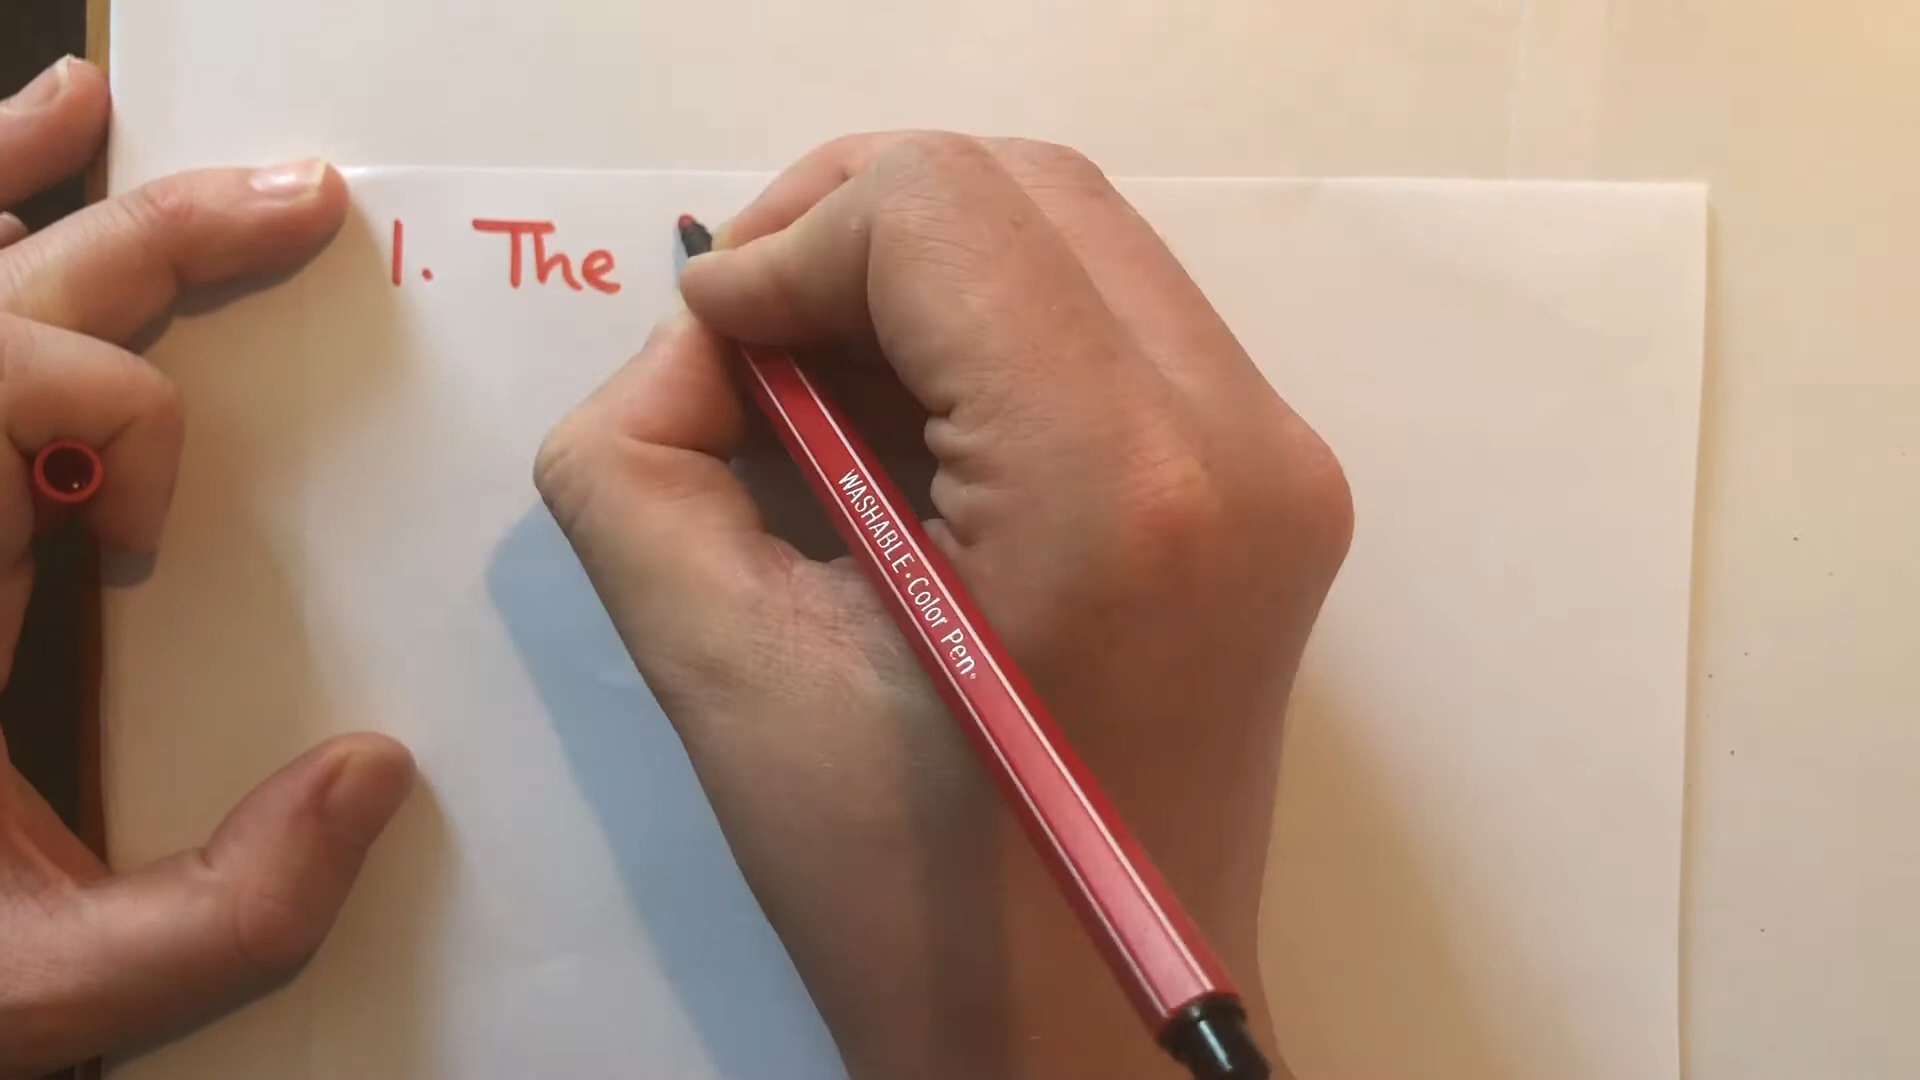 1. The
WASHABLE • Color Pen